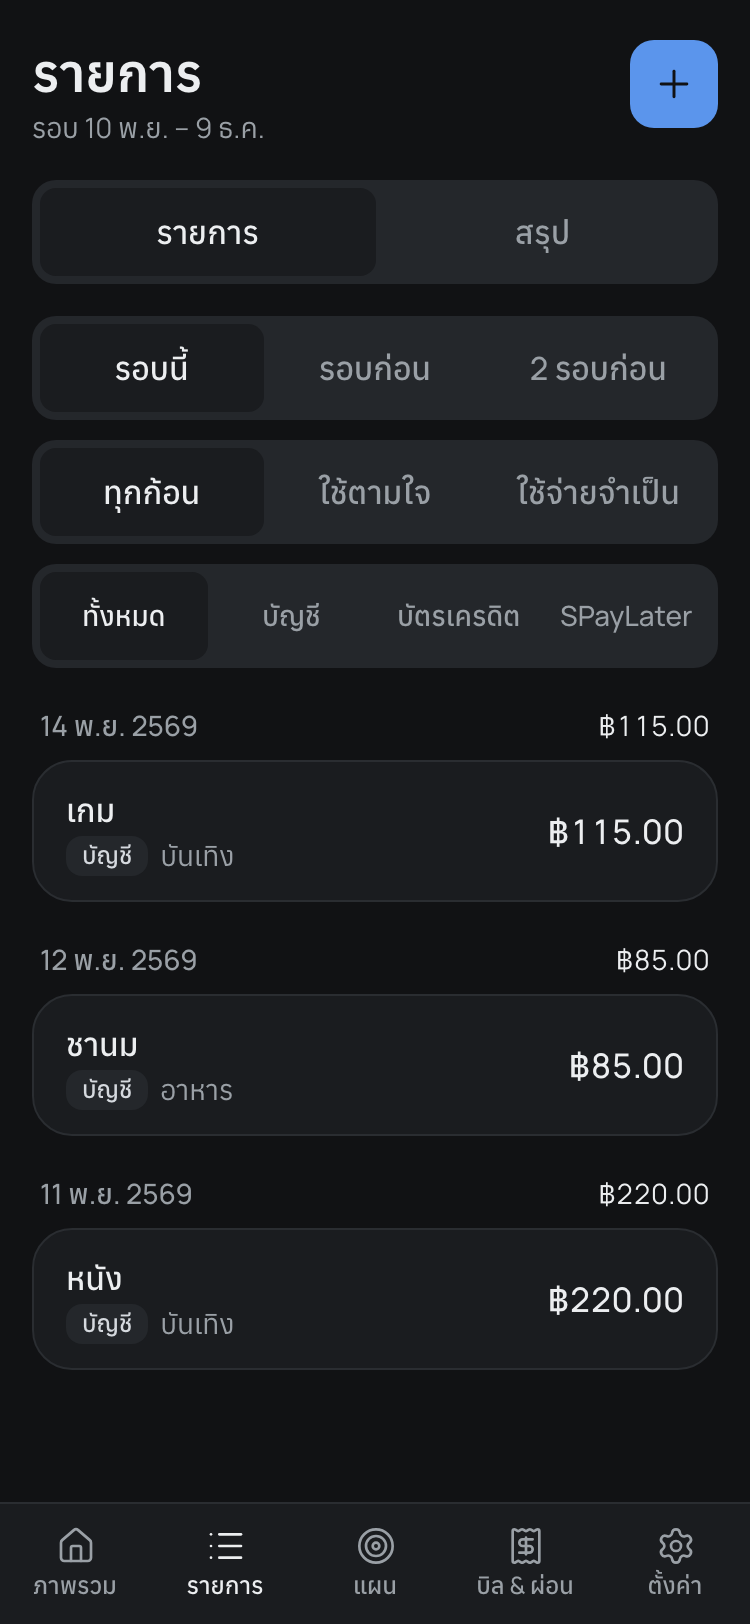 รายการ
รอบ 10 พ.ย. – 9 ธ.ค.
รายการ สรุป
รอบนี้ รอบก่อน 2 รอบก่อน
ทุกก้อน ใช้ตามใจ ใช้จ่ายจำเป็น
ทั้งหมด บัญชี บัตรเครดิต SPayLater
14 พ.ย. 2569 ฿115.00
เกม
บัญชี บันเทิง ฿115.00
12 พ.ย. 2569 ฿85.00
ชานม
บัญชี อาหาร ฿85.00
11 พ.ย. 2569 ฿220.00
หนัง
บัญชี บันเทิง ฿220.00
ภาพรวม รายการ แผน บิล & ผ่อน ตั้งค่า